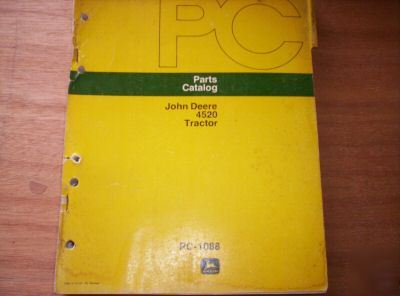 PC
Parts
Catalog
John Deere
4520
Tractor
PC-1088